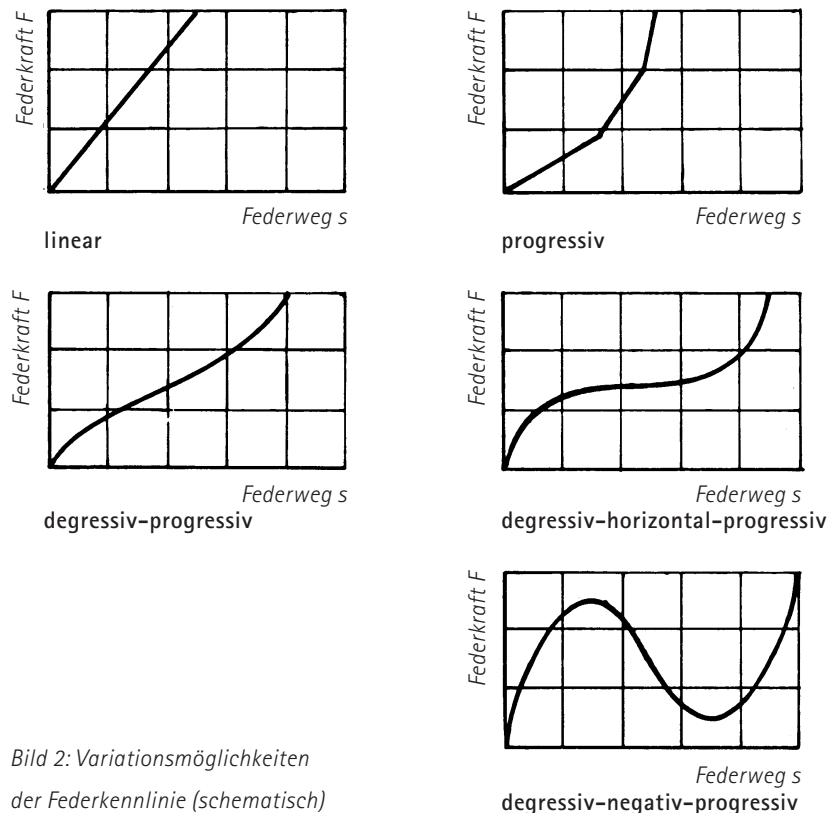 Federkraft F
Federweg s
linear
Federkraft F
Federweg s
progressiv
Federkraft F
Federweg s
degressiv-progressiv
Federkraft F
Federweg s
degressiv-horizontal-progressiv
Federkraft F
Federweg s
degressiv-negativ-progressiv
Bild 2: Variationsmöglichkeiten
der Federkennlinie (schematisch)